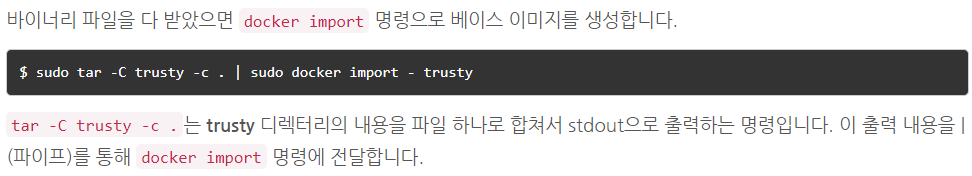 바이너리 파일을 다 받았으면 docker import 명령으로 베이스 이미지를 생성합니다.
$ sudo tar -C trusty -c . | sudo docker import - trusty
tar -C trusty -c . 는 trusty 디렉터리의 내용을 파일 하나로 합쳐서 stdout으로 출력하는 명령입니다. 이 출력 내용을 |
(파이프)를 통해 docker import 명령에 전달합니다.